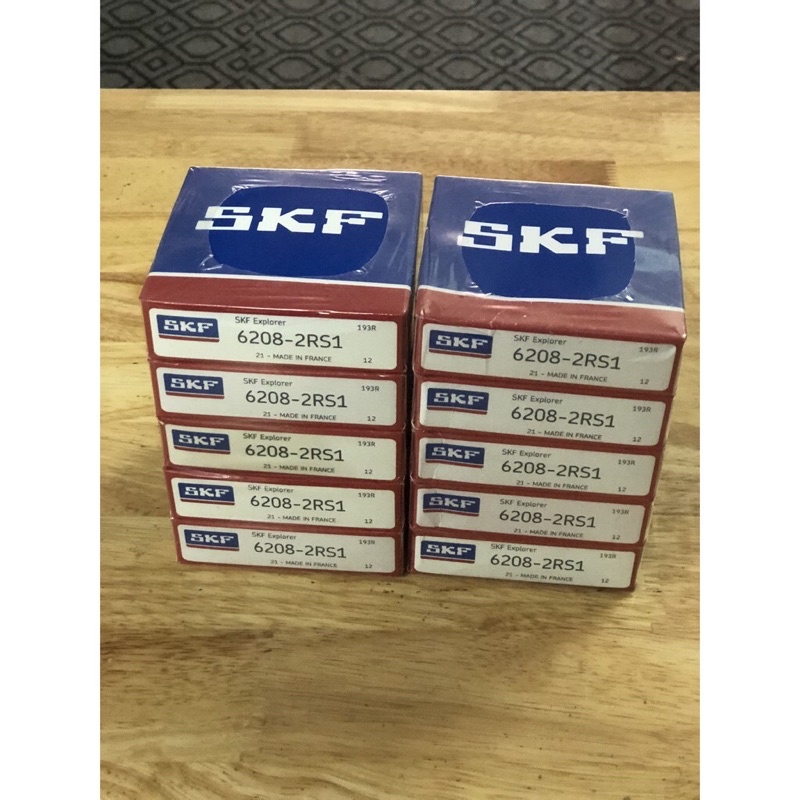 SKF
SKF
SKF
SKF Explorer
193R
6208-2RS1
21 - MADE IN FRANCE
12
SKF
SKF Explorer
193R
6208-2RS1
21 - MADE IN FRANCE
12
SKF
SKF Explorer
193R
6208-2RS1
21 - MADE IN FRANCE
12
SKF
SKF Explorer
193R
6208-2RS1
21 - MADE IN FRANCE
12
SKF
SKF Explorer
193R
6208-2RS1
21 - MADE IN FRANCE
12
SKF
SKF Explorer
193R
6208-2RS1
21 - MADE IN FRANCE
12
SKF
SKF Explorer
193R
6208-2RS1
21 - MADE IN FRANCE
12
SKF
SKF Explorer
193R
6208-2RS1
21 - MADE IN FRANCE
12
SKF
SKF Explorer
193R
6208-2RS1
21 - MADE IN FRANCE
12
SKF
SKF Explorer
193R
6208-2RS1
21 - MADE IN FRANCE
12